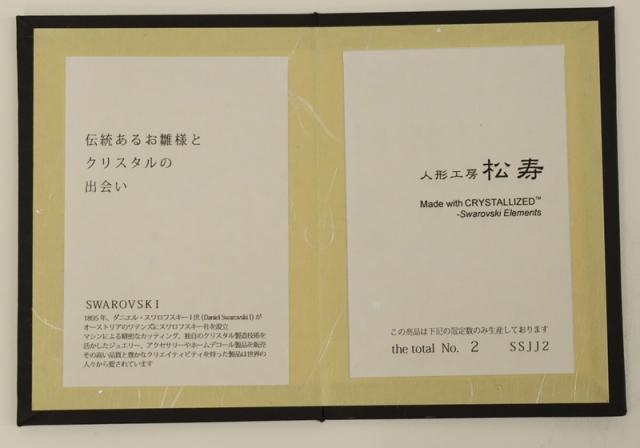 伝統あるお雛様と
クリスタルの
出会い
SWAROVSKI
1895年、ダニエル・スワロフスキー1世(Daniel Swarovski I)が
オーストリアのワテンズにスワロフスキー社を設立
マシンによる精密なカッティング、独自のクリスタル製造技術を
活かしたジュエリー、アクセサリーやホームデコール製品を販売
その高い品質と豊かなクリエイティビティを持った製品は世界の
人々から愛されています
人形工房 松寿
Made with CRYSTALLIZED™
-Swarovski Elements
この商品は下記の限定数のみ生産しております
the total No. 2 SSJJ2